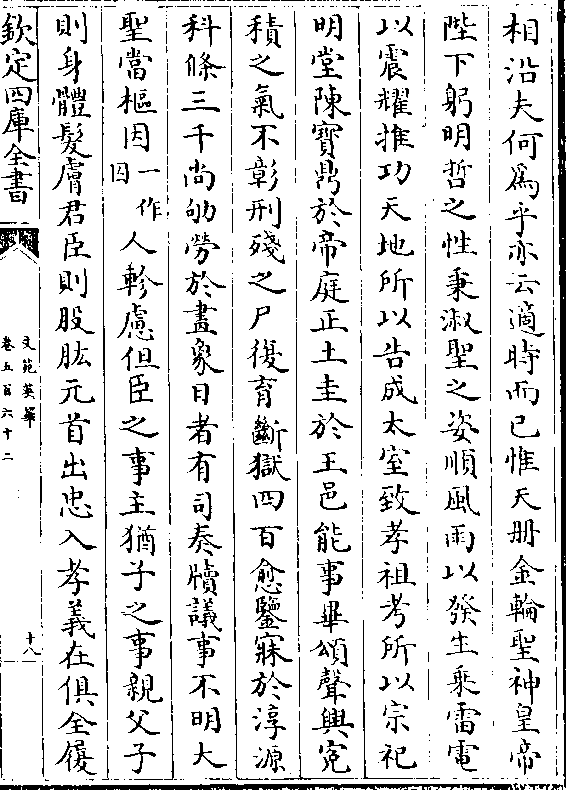 相沿夫何為乎亦云適時而已惟天冊金輪聖神皇帝
陛下躬明哲之性秉淑聖之姿順風雨以發生乘雷電
以震耀推功天地所以告成太室致孝祖考所以宗祀
明堂陳寶鼎於帝庭正土圭於王邑能事畢頌聲興寃
積之氣不彰刑殘之尸復育斷獄四百愈鑒寐於淳源
科條三千尚劬勞於畫象日者有司奏牘議事不明大
聖當樞因一作囙人軫慮但臣之事主猶子之事親父子
則身體髮膚君臣則股肱元首出忠入孝義在俱全履
欽定四庫全書
文苑英華
卷五百六十二
十八